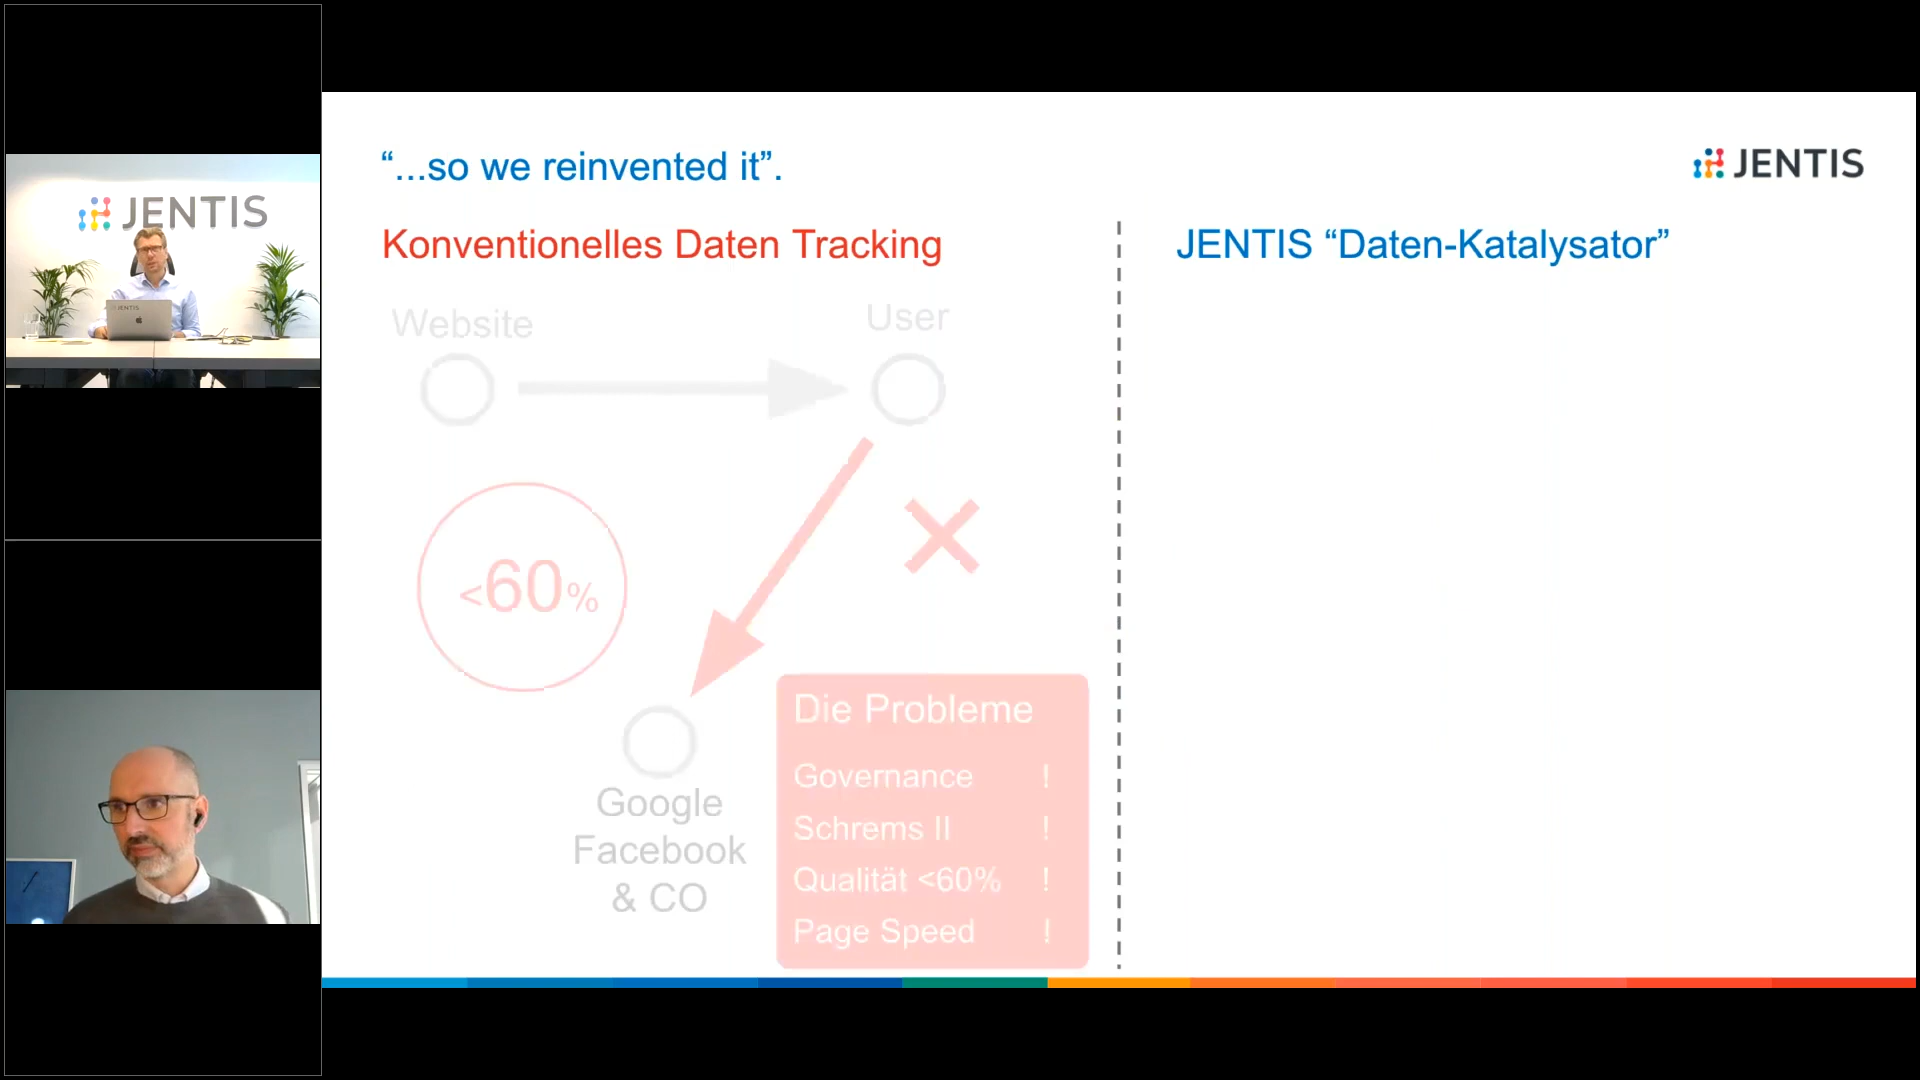 JENTIS
“...so we reinvented it”.
JENTIS
Konventionelles Daten Tracking
Website
User
<60%
Google
Facebook
& CO
Die Probleme
Governance !
Schrems II !
Qualität <60% !
Page Speed !
JENTIS “Daten-Katalysator”